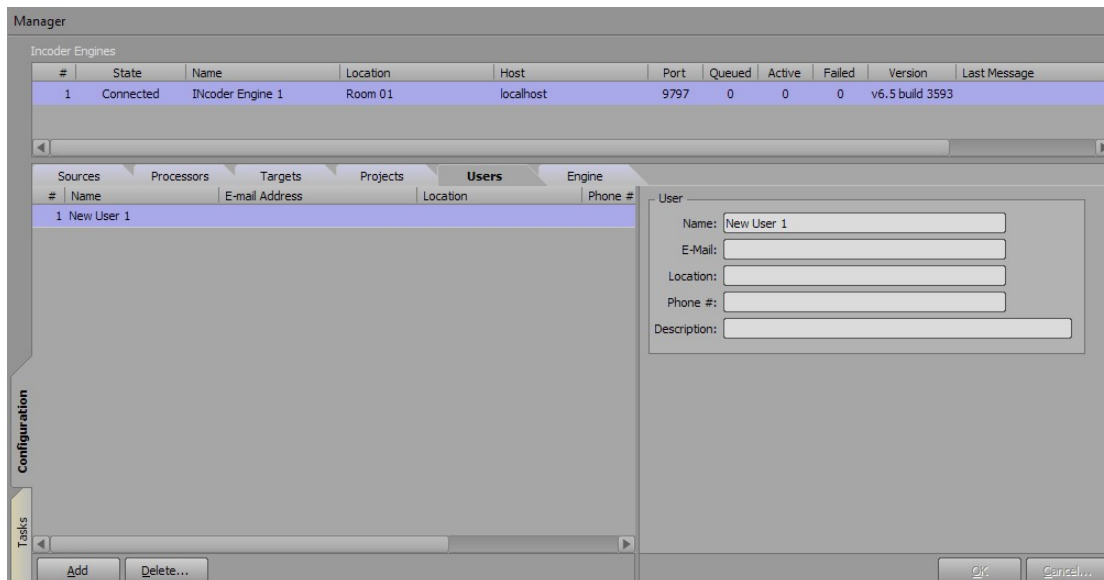 Manager
Incoder Engines
# State Name Location Host Port Queued Active Failed Version Last Message
1 Connected INcoder Engine 1 Room 01 localhost 9797 0 0 0 v6.5 build 3593
Sources Processors Targets Projects Users Engine
# Name E-mail Address Location Phone #
1 New User 1
User
Name: New User 1
E-Mail:
Location:
Phone #:
Description:
Configuration
Tasks
Add Delete... OK Cancel...